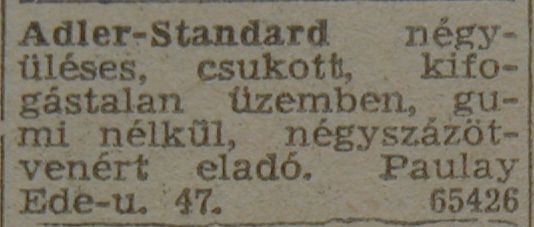 Adler-Standard négy-
üléses, csukott, kifo-
gástalan üzemben, gu-
mi nélkül, négyszázöt-
venért eladó. Paulay
Ede-u. 47. 65426